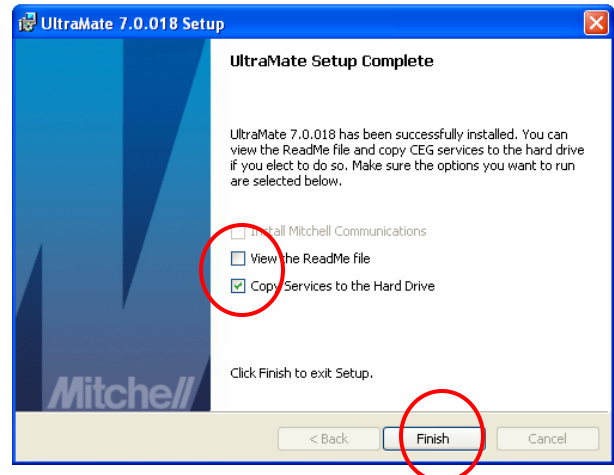 UltraMate 7.0.018 Setup
UltraMate Setup Complete
UltraMate 7.0.018 has been successfully installed. You can
view the ReadMe file and copy CEG services to the hard drive
if you elect to do so. Make sure the options you want to run
are selected below.
Install Mitchell Communications
View the ReadMe file
Copy Services to the Hard Drive
Click Finish to exit Setup.
Mitchell
< Back
Finish
Cancel